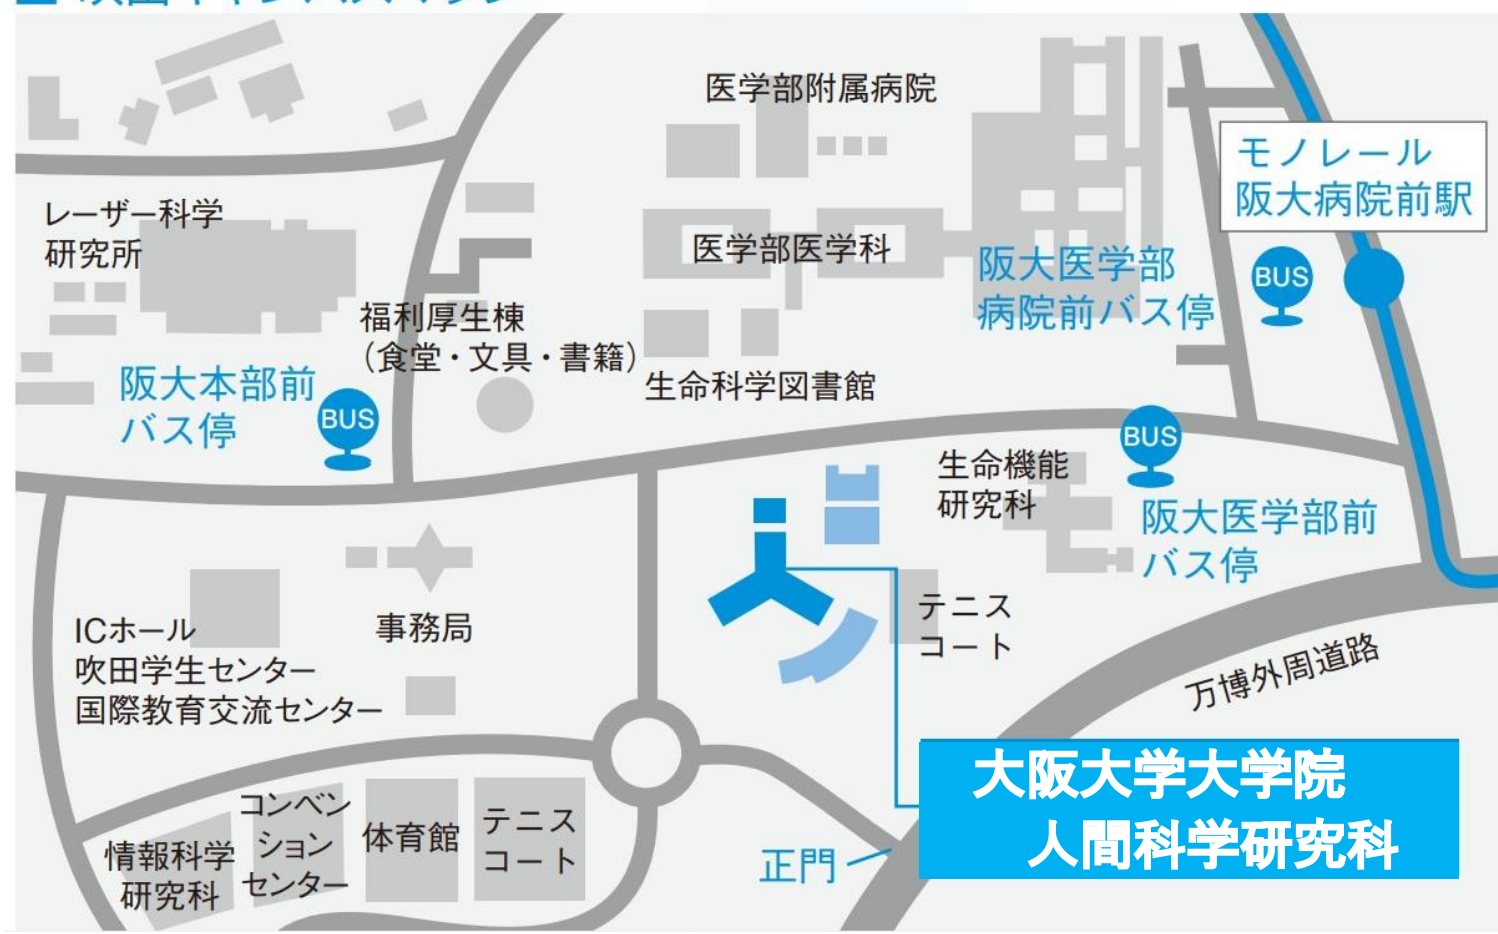 医学部附属病院
モノレール
阪大病院前駅
レーザー科学
研究所
医学部医学科
阪大医学部
病院前バス停
BUS
福利厚生棟
(食堂・文具・書籍)
生命科学図書館
阪大本部前
バス停
BUS
BUS
生命機能
研究科
阪大医学部前
バス停
ICホール
吹田学生センター
国際教育交流センター
事務局
テニス
コート
万博外周道路
大阪大学大学院
人間科学研究科
コンベン
ション
センター
情報科学
研究科
体育館
テニス
コート
正門